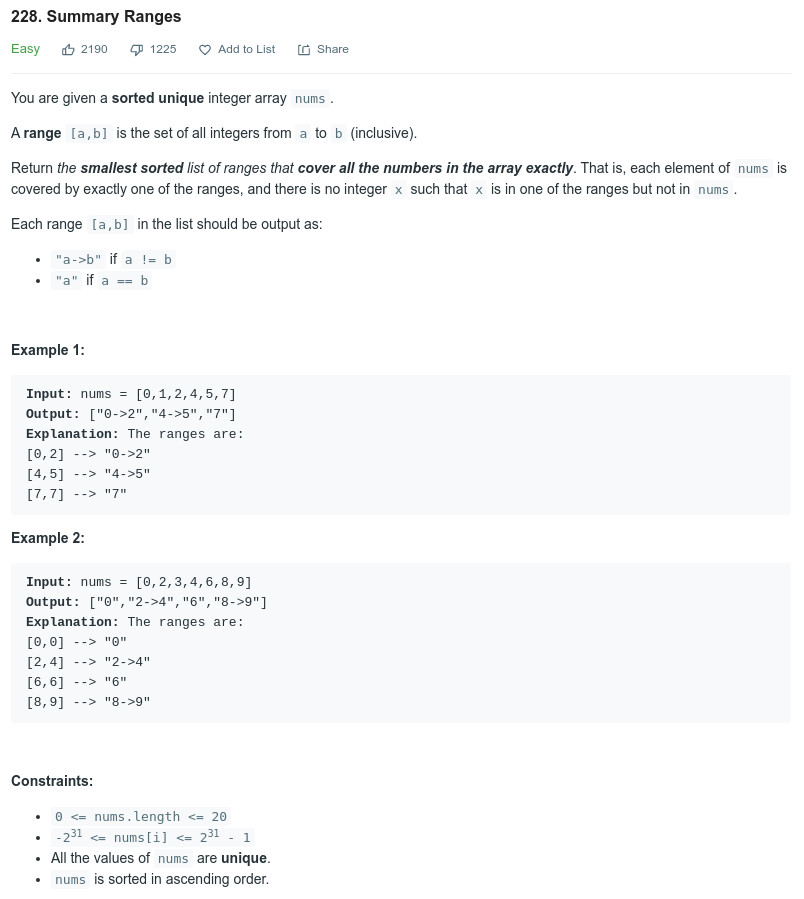 228. Summary Ranges
Easy 2190 1225 Add to List Share
You are given a sorted unique integer array nums .
A range [a,b] is the set of all integers from a to b (inclusive).
Return the smallest sorted list of ranges that cover all the numbers in the array exactly. That is, each element of nums is
covered by exactly one of the ranges, and there is no integer x such that x is in one of the ranges but not in nums .
Each range [a,b] in the list should be output as:
• "a->b" if a != b
• "a" if a == b
Example 1:
Input: nums = [0,1,2,4,5,7]
Output: ["0->2","4->5","7"]
Explanation: The ranges are:
[0,2] --> "0->2"
[4,5] --> "4->5"
[7,7] --> "7"
Example 2:
Input: nums = [0,2,3,4,6,8,9]
Output: ["0","2->4","6","8->9"]
Explanation: The ranges are:
[0,0] --> "0"
[2,4] --> "2->4"
[6,6] --> "6"
[8,9] --> "8->9"
Constraints:
• 0 <= nums.length <= 20
• -2³¹ <= nums[i] <= 2³¹ - 1
• All the values of nums are unique.
• nums is sorted in ascending order.